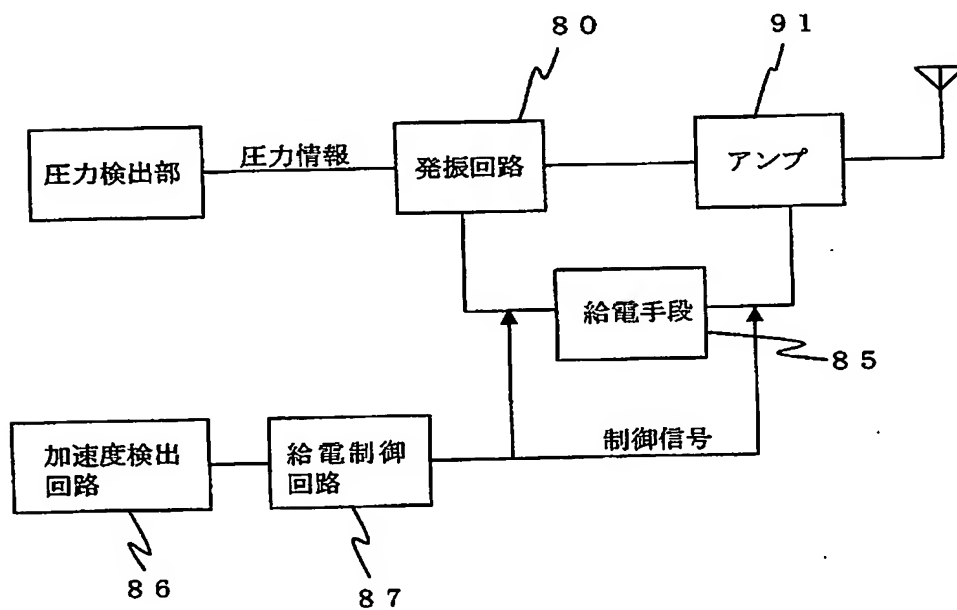 80
91
圧力検出部
圧力情報
発振回路
アンプ
給電手段
85
加速度検出
回路
給電制御
回路
制御信号
86
87